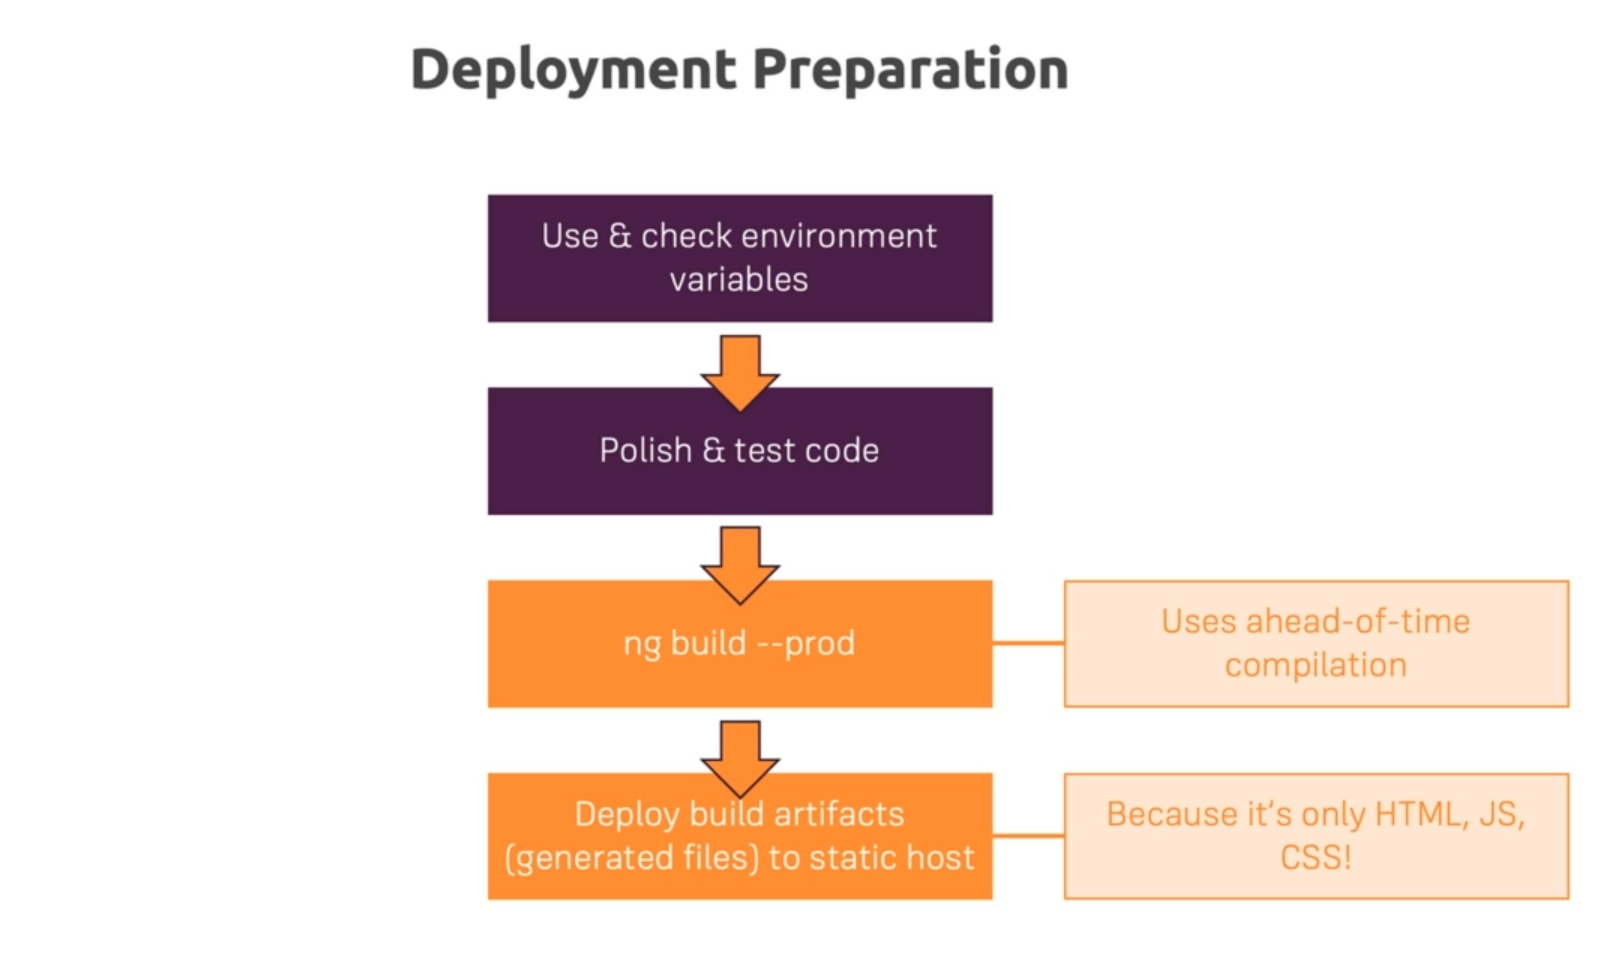 Deployment Preparation
Use & check environment
variables
Polish & test code
ng build --prod
Uses ahead-of-time
compilation
Deploy build artifacts
(generated files) to static host
Because it's only HTML, JS,
CSS!